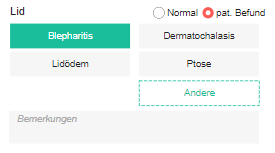 Lid Normal pat. Befund
Blepharitis Dermatochalasis
Lidödem Ptose
Andere
Bemerkungen